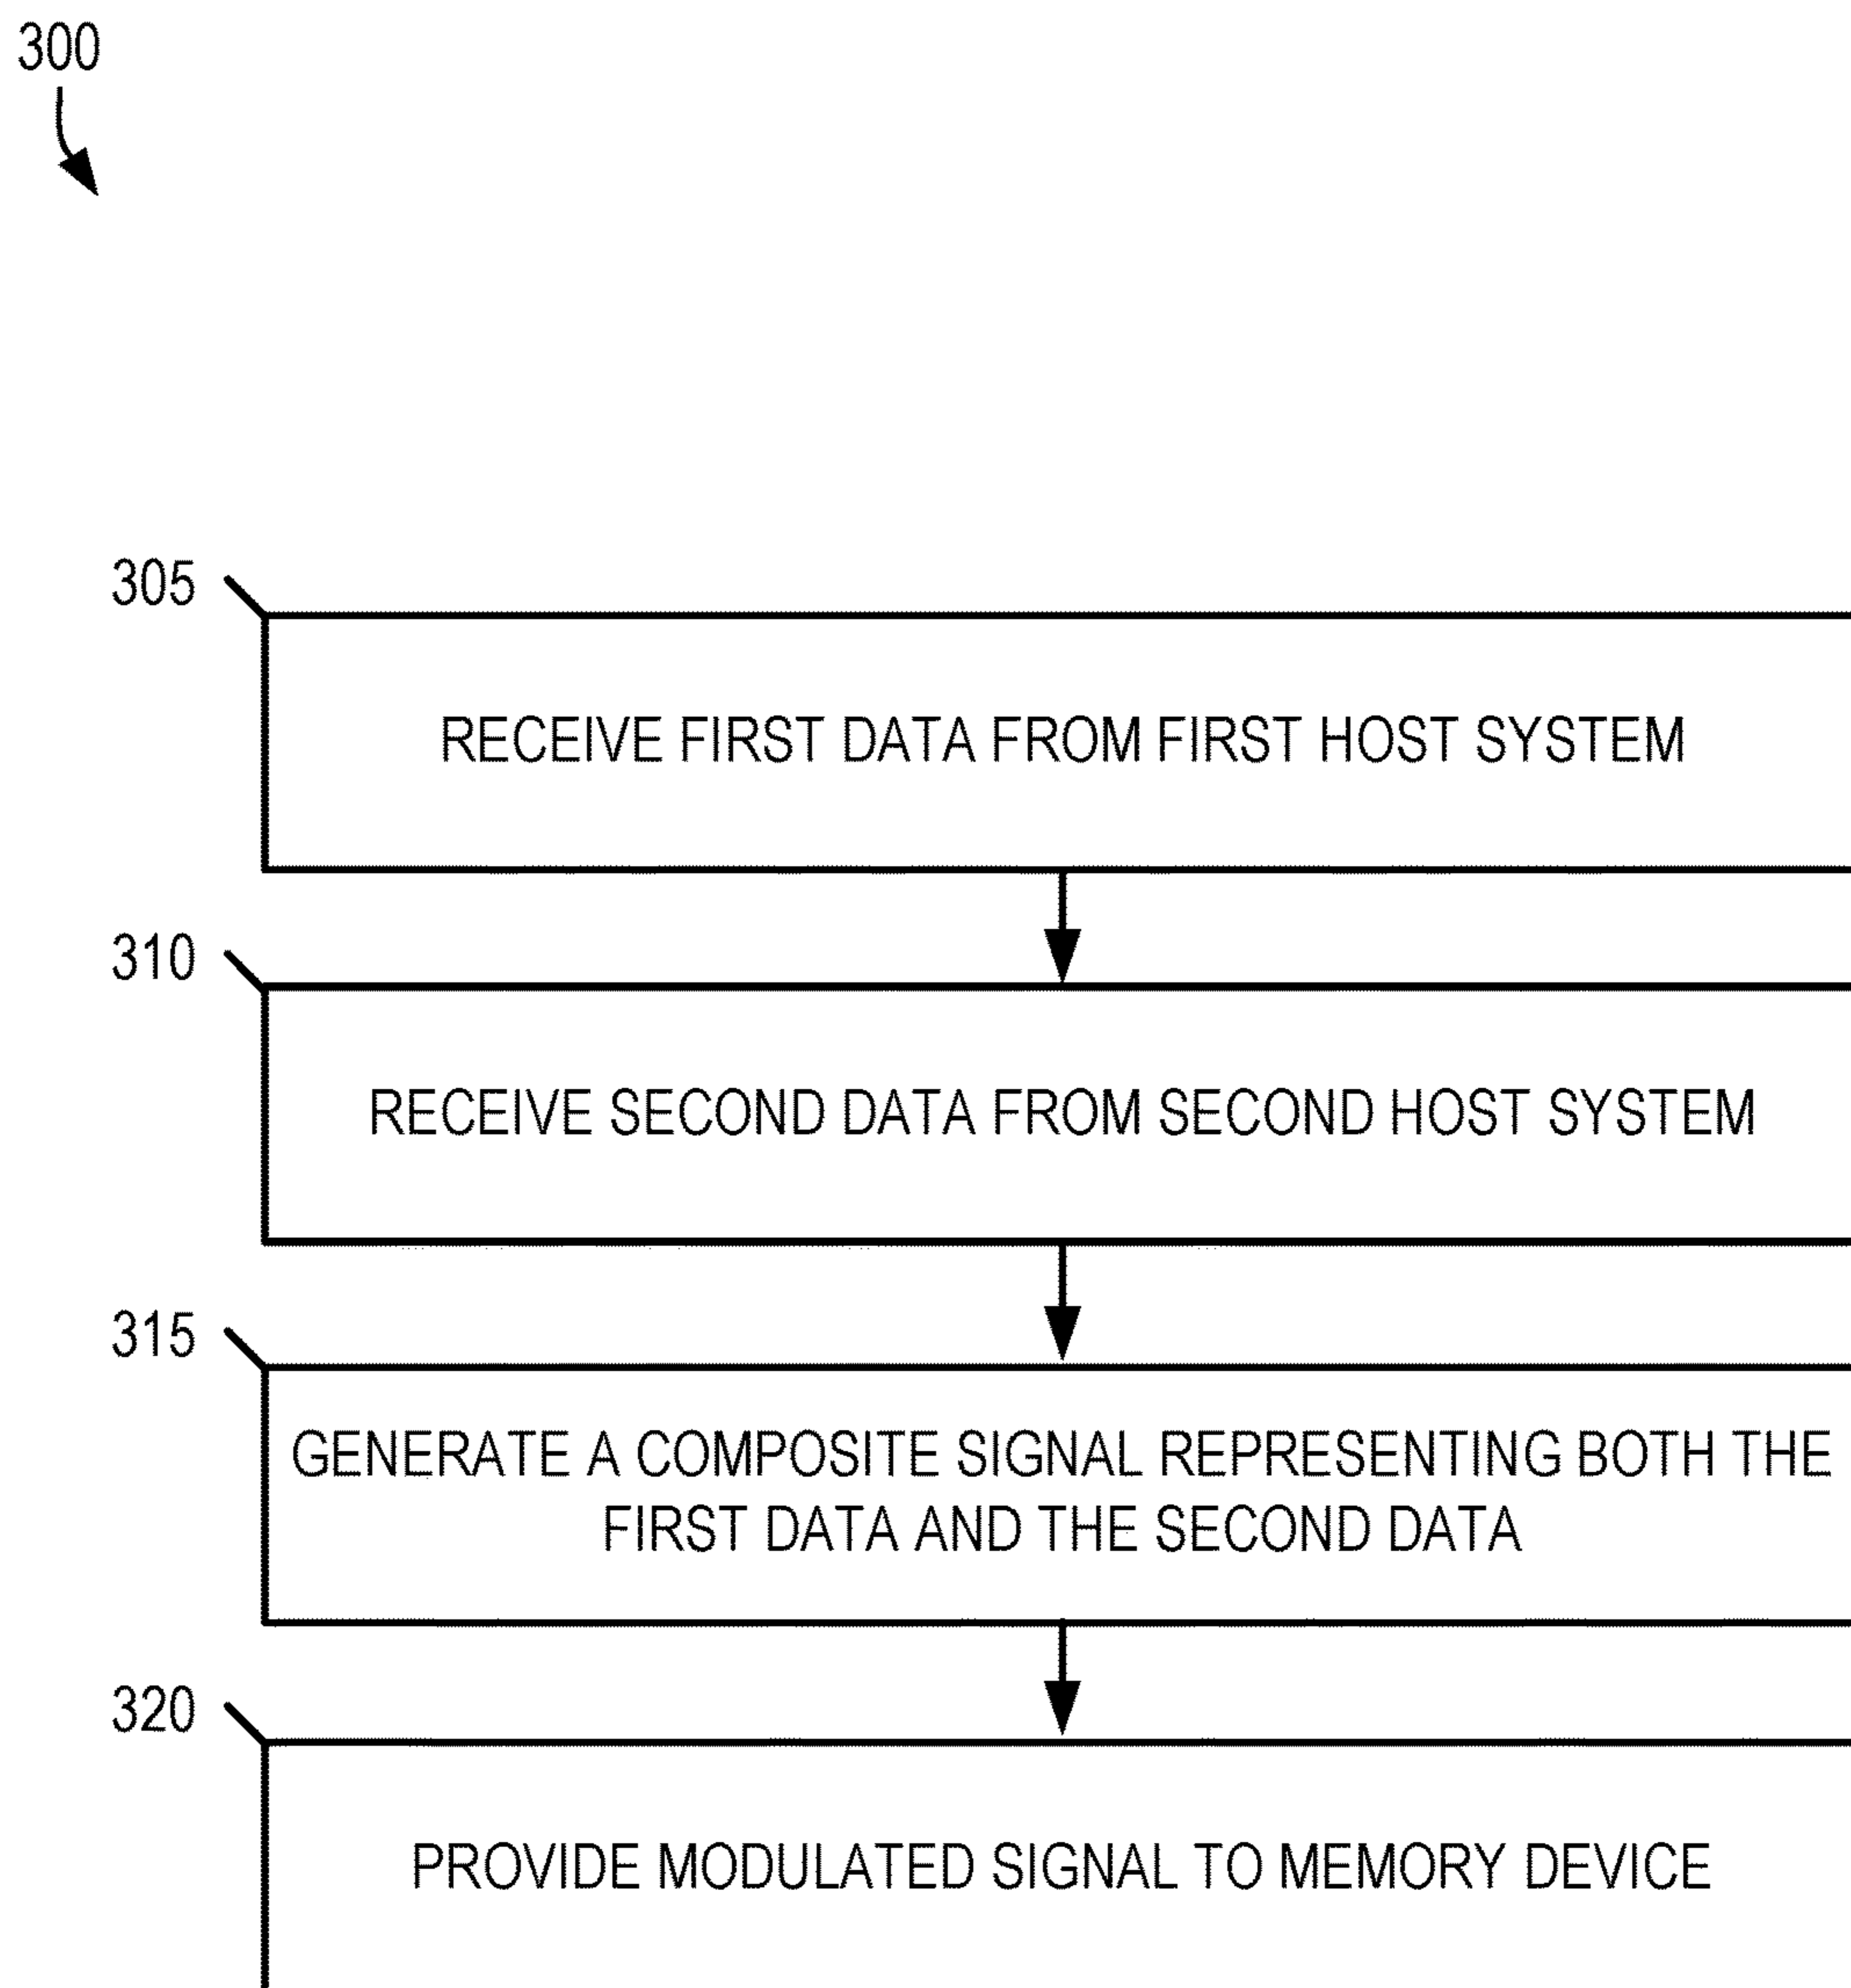 300
305
RECEIVE FIRST DATA FROM FIRST HOST SYSTEM
310
RECEIVE SECOND DATA FROM SECOND HOST SYSTEM
315
GENERATE A COMPOSITE SIGNAL REPRESENTING BOTH THE
FIRST DATA AND THE SECOND DATA
320
PROVIDE MODULATED SIGNAL TO MEMORY DEVICE